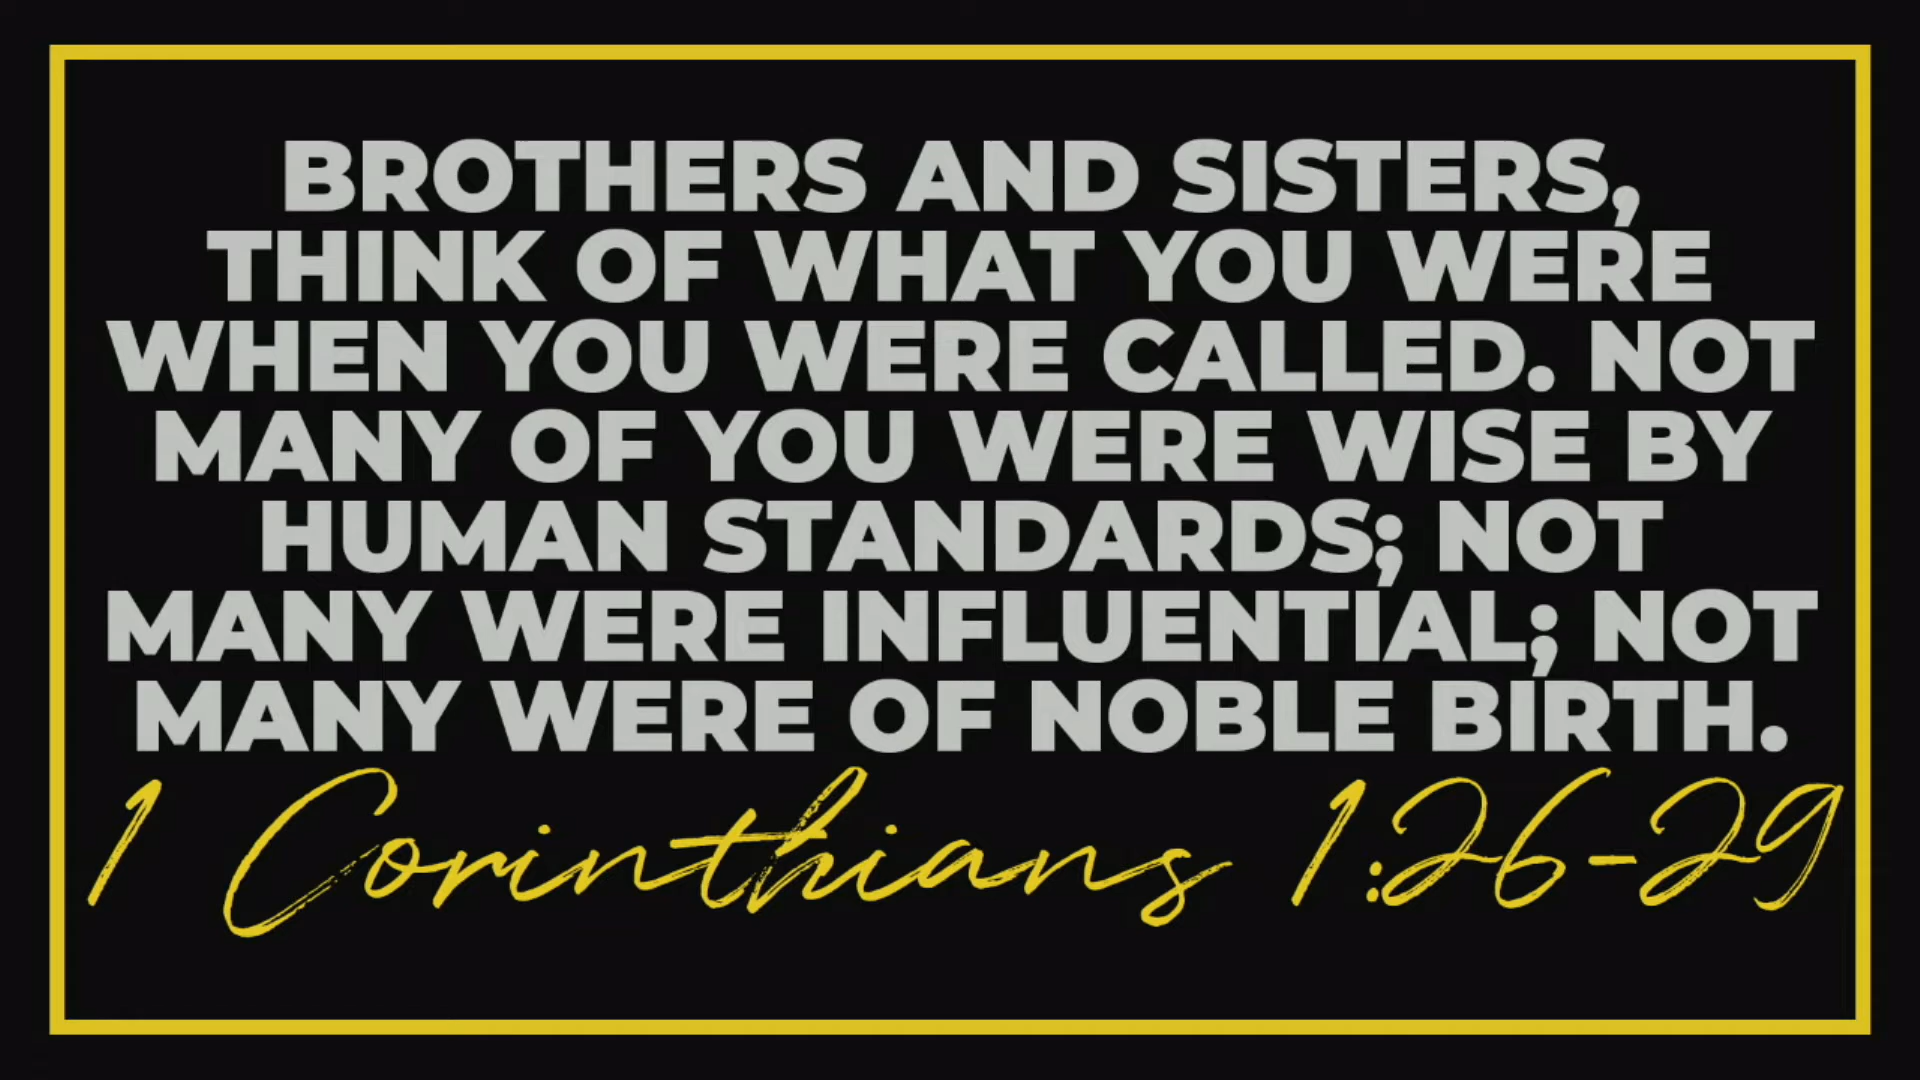 BROTHERS AND SISTERS,
THINK OF WHAT YOU WERE
WHEN YOU WERE CALLED. NOT
MANY OF YOU WERE WISE BY
HUMAN STANDARDS; NOT
MANY WERE INFLUENTIAL; NOT
MANY WERE OF NOBLE BIRTH.
1 Corinthians 1:26-29